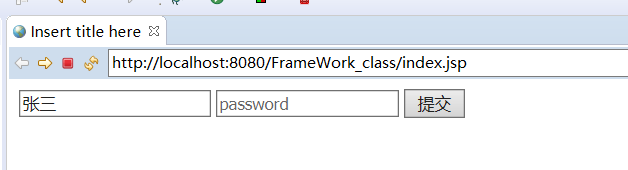 Insert title here
http://localhost:8080/FrameWork_class/index.jsp
张三 password 提交